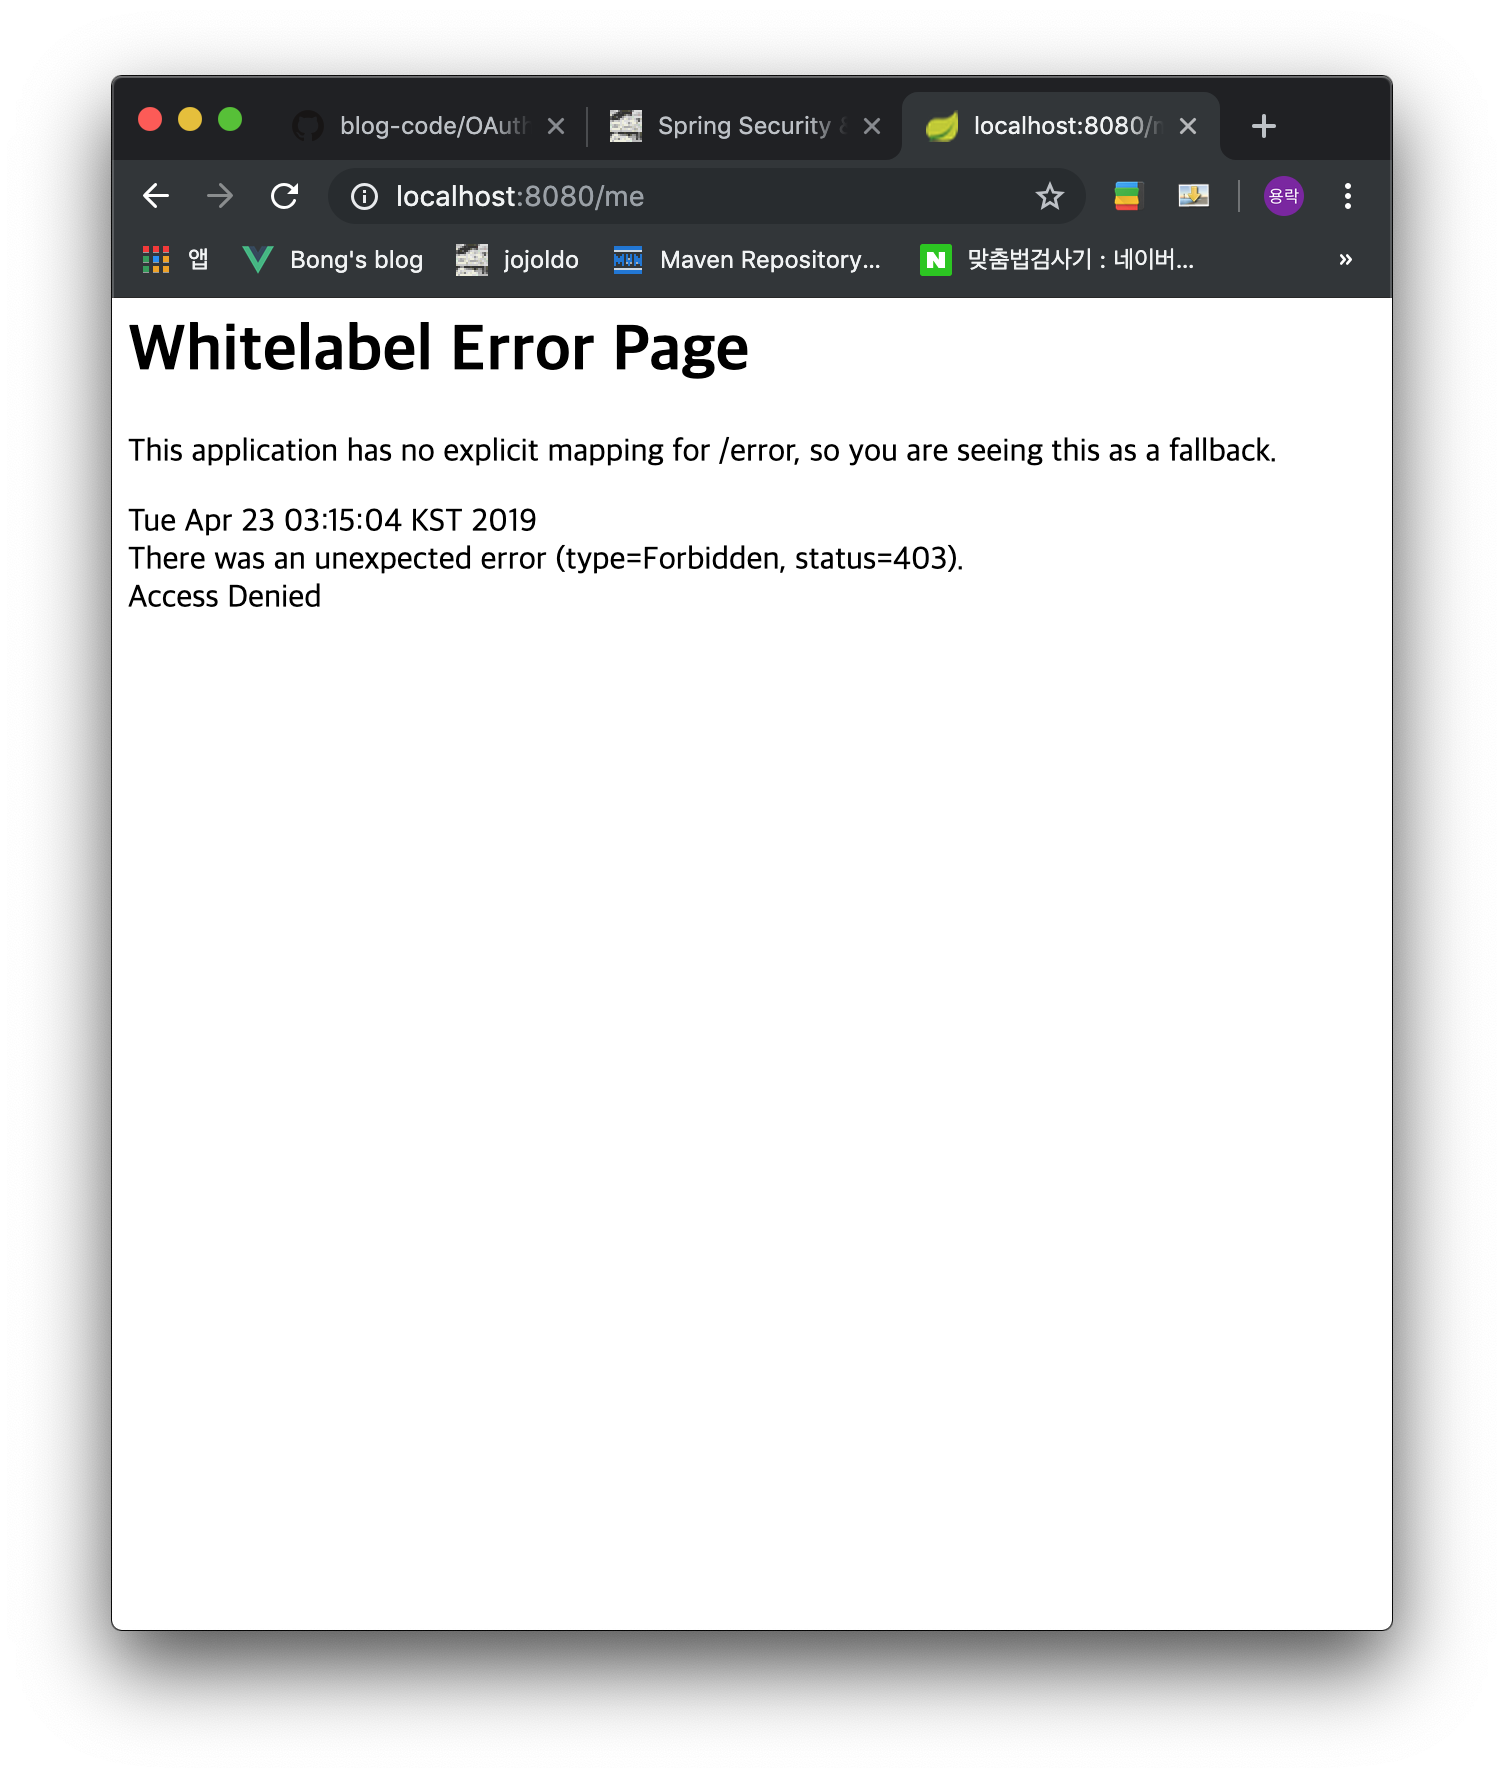 blog-code/OAuth
Spring Security
localhost:8080/
localhost:8080/me
용락
앱
Bong's blog
jojoldo
MVN
Maven Repository...
N
맞춤법검사기 : 네이버...
»
Whitelabel Error Page
This application has no explicit mapping for /error, so you are seeing this as a fallback.
Tue Apr 23 03:15:04 KST 2019
There was an unexpected error (type=Forbidden, status=403).
Access Denied